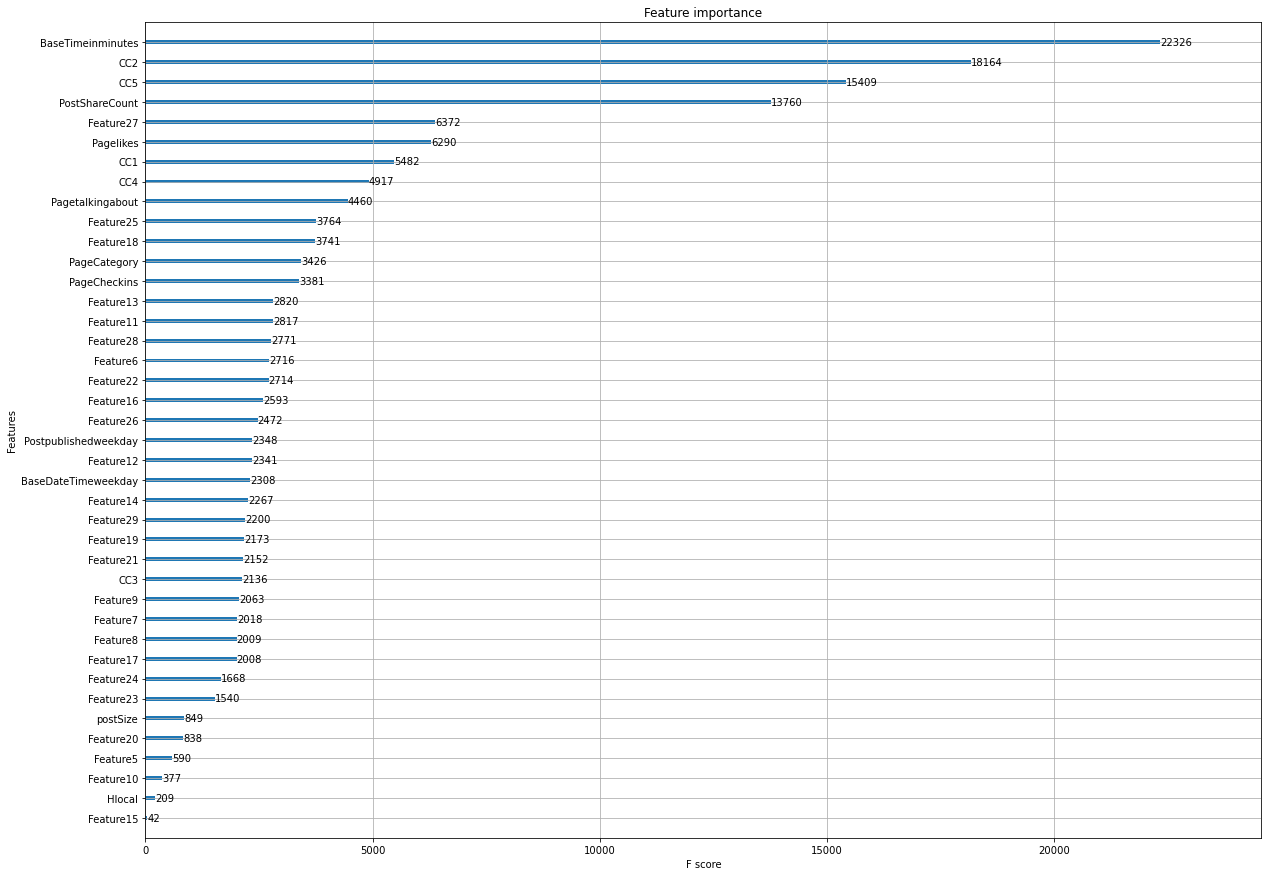 Feature importance
BaseTimeinminutes 22326
CC2 18164
CC5 15409
PostShareCount 13760
Feature27 6372
Pagelikes 6290
CC1 5482
CC4 4917
Pagetalkingabout 4460
Feature25 3764
Feature18 3741
PageCategory 3426
PageCheckins 3381
Feature13 2820
Feature11 2817
Feature28 2771
Feature6 2716
Feature22 2714
Feature16 2593
Feature26 2472
Postpublishedweekday 2348
Feature12 2341
BaseDateTimeweekday 2308
Feature14 2267
Feature29 2200
Feature19 2173
Feature21 2152
CC3 2136
Feature9 2063
Feature7 2018
Feature8 2009
Feature17 2008
Feature24 1668
Feature23 1540
postSize 849
Feature20 838
Feature5 590
Feature10 377
Hlocal 209
Feature15 42
0 5000 10000 15000 20000
F score
Features